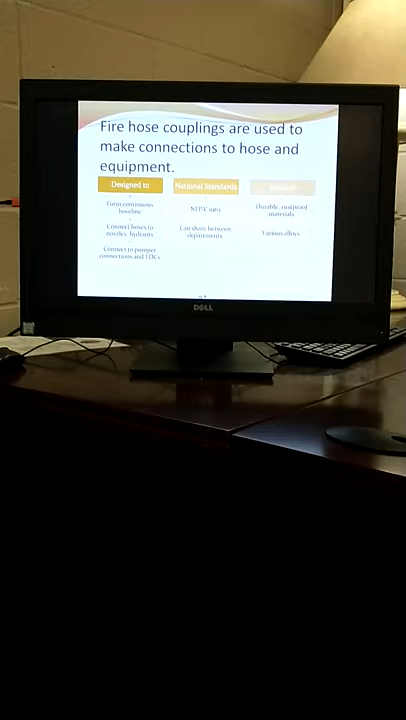 Fire hose couplings are used to
make connections to hose and
equipment.
Designed to
Form continuous
hoseline
Connect hoses to
nozzles, hydrants
Connect to pumper
connections and FDCs
National Standards
NFPA 1963
Can share between
departments
Durable, rustproof
materials
Various alloys
DELL